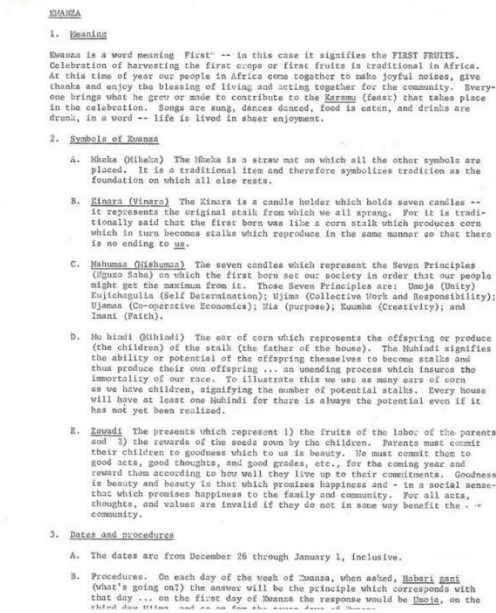 KWANZA
1. Meaning
Kwanza is a word meaning First" -- in this case it signifies the FIRST FRUITS.
Celebration of harvesting the first crops or first fruits is traditional in Africa.
At this time of year our people in Africa come together to make joyful noises, give
thanks and enjoy the blessing of living and acting together for the community. Every-
one brings what he grew or made to contribute to the Karamu (feast) that takes place
in the celebration. Songs are sung, dances danced, food is eaten, and drinks are
drunk, in a word -- life is lived in sheer enjoyment.
2. Symbols of Kwanza
A. Mkeka (Mikeka) The Mkeka is a straw mat on which all the other symbols are
placed. It is a traditional item and therefore symbolizes tradition as the
foundation on which all else rests.
B. Kinara (Vinara) The Kinara is a candle holder which holds seven candles --
it represents the original stalk from which we all sprang. For it is tradi-
tionally said that the first born was like a corn stalk which produces corn
which in turn becomes stalks which reproduce in the same manner so that there
is no ending to us.
C. Mshumaa (Mishumaa) The seven candles which represent the Seven Principles
(Nguzo Saba) on which the first born set our society in order that our people
might get the maximum from it. Those Seven Principles are: Umoja (Unity)
Kujichagulia (Self Determination); Ujima (Collective Work and Responsibility);
Ujamaa (Co-operative Economics); Nia (purpose); Kuumba (Creativity); and
Imani (Faith).
D. Mu hindi (Mihindi) The ear of corn which represents the offspring or produce
(the children) of the stalk (the father of the house). The Muhindi signifies
the ability or potential of the offspring themselves to become stalks and
thus produce their own offspring ... an unending process which insures the
immortality of our race. To illustrate this we use as many ears of corn
as we have children, signifying the number of potential stalks. Every house
will have at least one Muhindi for there is always the potential even if it
has not yet been realized.
E. Zawadi The presents which represent 1) the fruits of the labor of the parents
and 2) the rewards of the seeds sown by the children. Parents must commit
their children to goodness which to us is beauty. We must commit them to
good acts, good thoughts, and good grades, etc., for the coming year and
reward them according to how well they live up to their commitments. Goodness
is beauty and beauty is that which promises happiness and - in a social sense-
that which promises happiness to the family and community. For all acts,
thoughts, and values are invalid if they do not in some way benefit the
community.
3. Dates and procedures
A. The dates are from December 26 through January 1, inclusive.
B. Procedures. On each day of the week of Kwanza, when asked, Habari gani
(what's going on?) the answer will be the principle which corresponds with
that day ... on the first day of Kwanza the response would be Umoja, on the
third day Ujima, and so on for the seven days of Kwanza